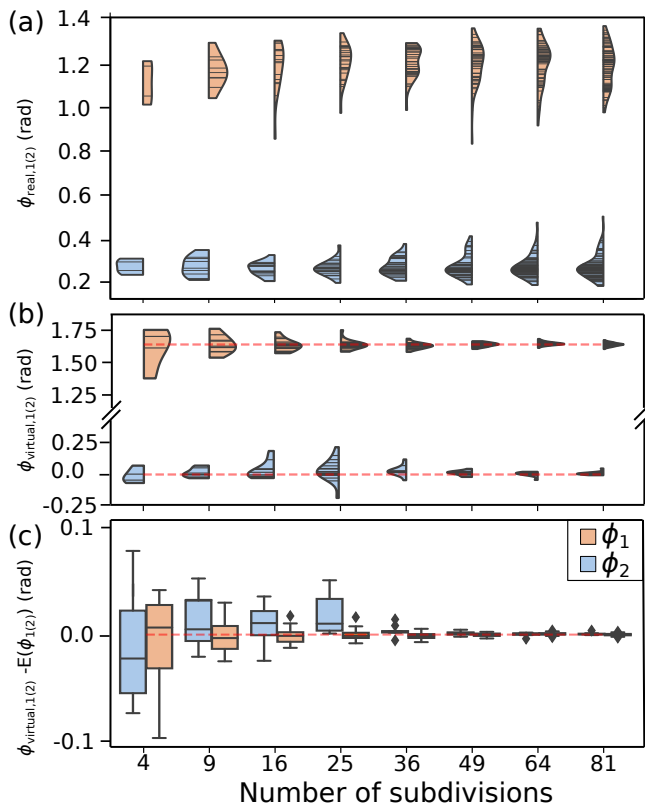 (a)
1.4
1.2
1.0
0.8
0.6
0.4
0.2
ϕreal,1(2) (rad)
(b)
1.75
1.50
1.25
0.25
0.0
-0.25
ϕvirtual,1(2) (rad)
(c)
0.1
0.0
-0.1
ϕvirtual,1(2) -E(ϕ1(2)) (rad)
ϕ1
ϕ2
4 9 16 25 36 49 64 81
Number of subdivisions